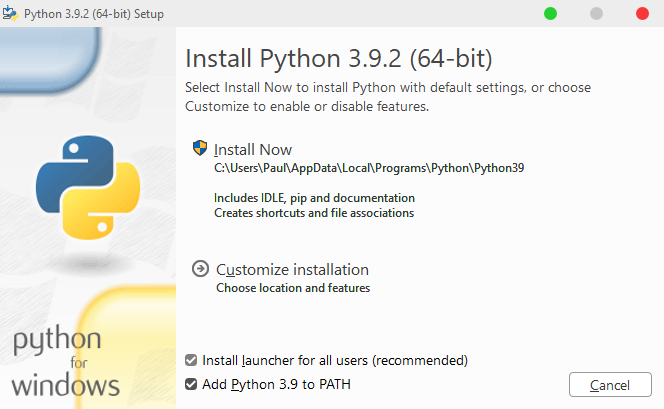 Python 3.9.2 (64-bit) Setup
Install Python 3.9.2 (64-bit)
Select Install Now to install Python with default settings, or choose
Customize to enable or disable features.
Install Now
C:\Users\Paul\AppData\Local\Programs\Python\Python39
Includes IDLE, pip and documentation
Creates shortcuts and file associations
Customize installation
Choose location and features
python
for
windows
Install launcher for all users (recommended)
Add Python 3.9 to PATH
Cancel